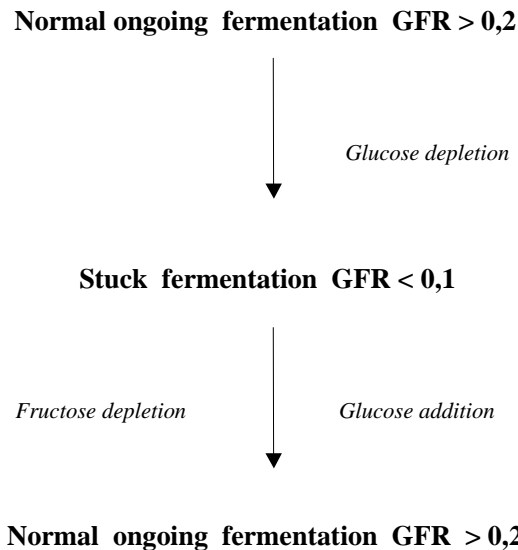 Normal ongoing fermentation GFR > 0,2
Glucose depletion
Stuck fermentation GFR < 0,1
Fructose depletion Glucose addition
Normal ongoing fermentation GFR > 0,2